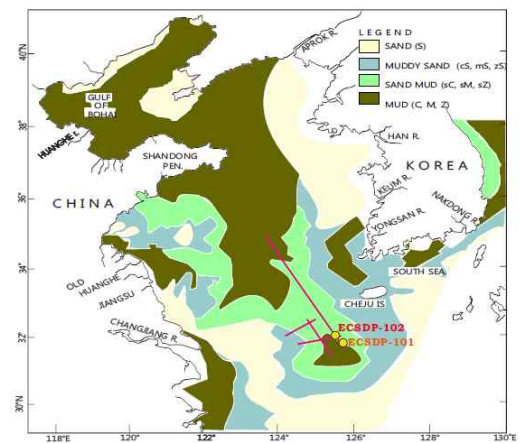 LEGEND
SAND (S)
MUDDY SAND (cS, mS, zS)
SAND MUD (sC, sM, sZ)
MUD (C, M, Z)
40°N
38°N
36°N
34°N
32°N
30°N
APROK R.
GULF
OF
BOHAI
SHANDONG
PEN.
HAN R.
KOREA
KEUM R.
CHINA
YONGSAN R.
NAKDONG R.
SOUTH SEA
OLD
HUANGHE
JIANGSU
CHEJU IS
CHANGJIANG R.
ECSDP-102
ECSDP-101
118°E
120°
122°
124°
126°
128°
130°E